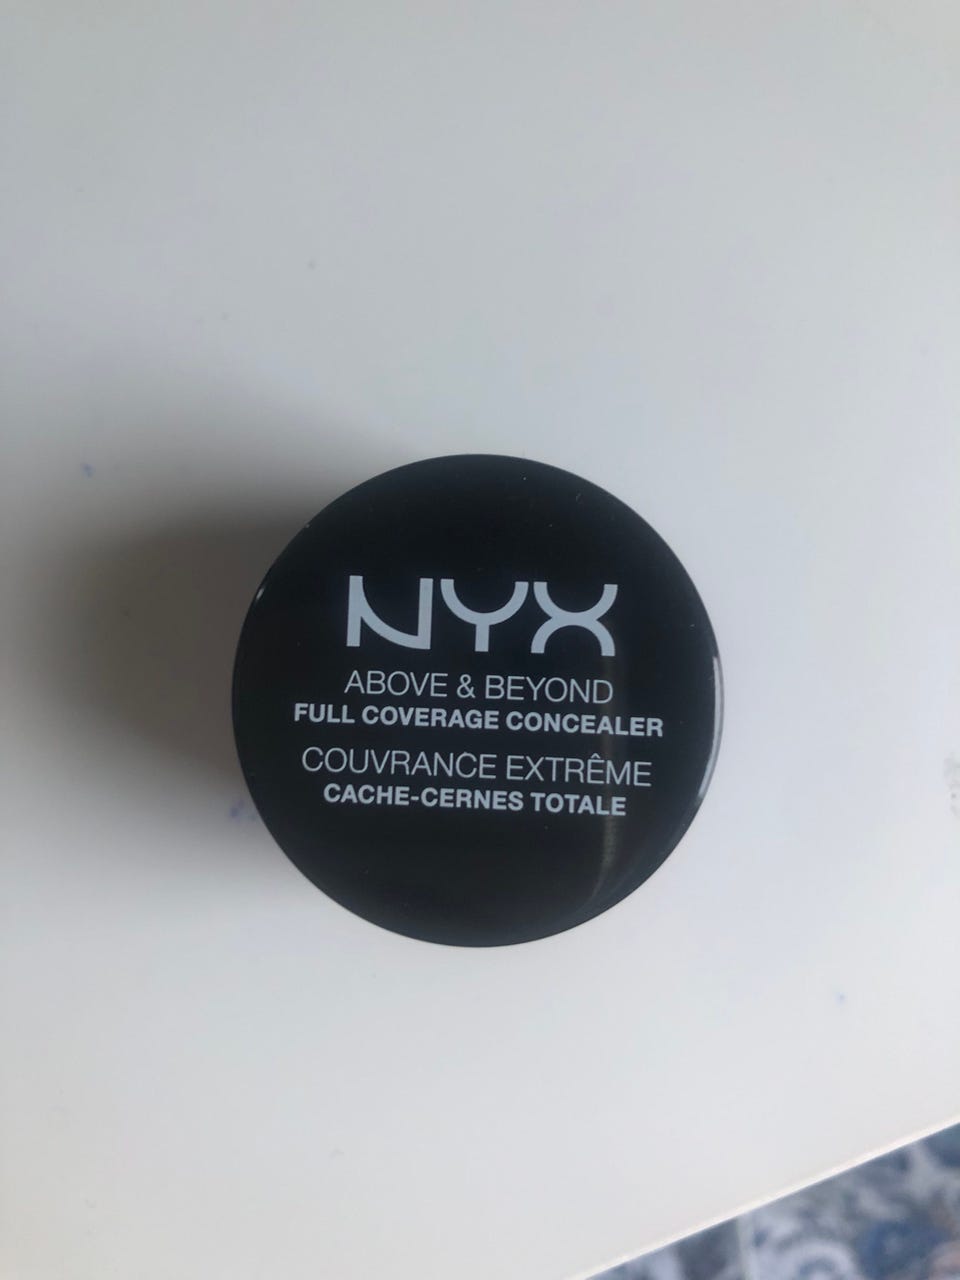 NYX
ABOVE & BEYOND
FULL COVERAGE CONCEALER
COUVRANCE EXTRÊME
CACHE-CERNES TOTALE